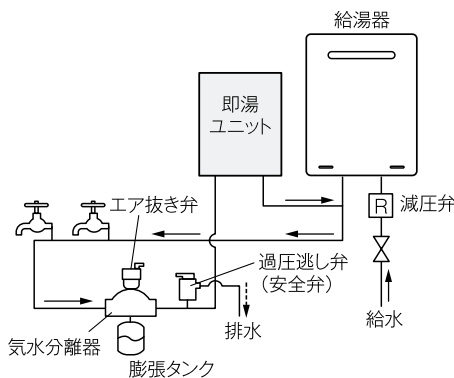 給湯器
即湯
ユニット
エア抜き弁
R
減圧弁
過圧逃し弁
（安全弁）
給水
排水
気水分離器
膨張タンク